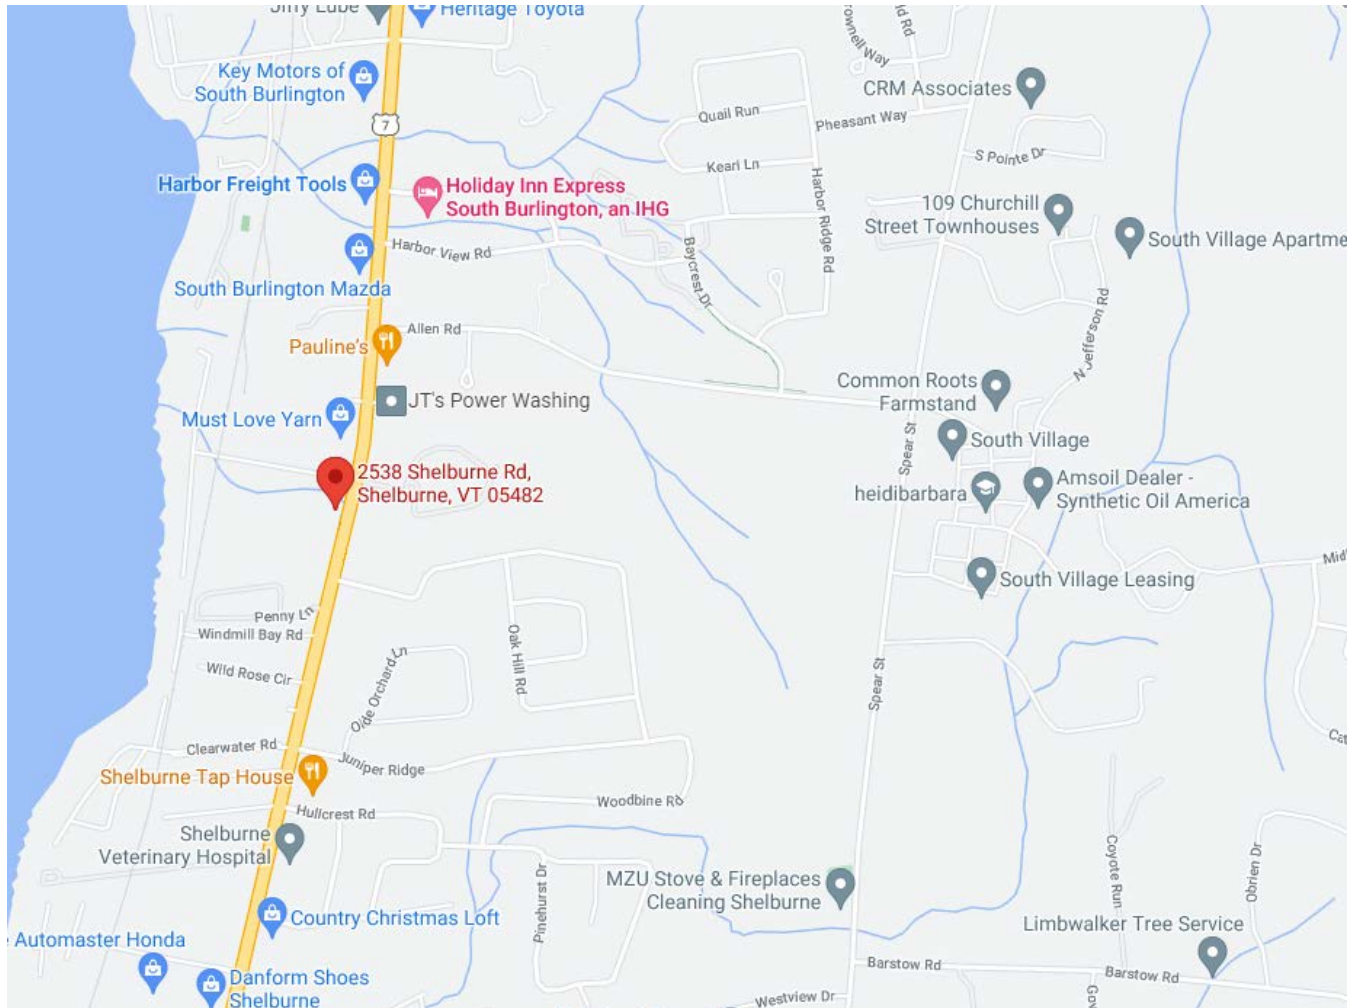 Jiffy Lube
Heritage Toyota
Key Motors of
South Burlington
7
Harbor Freight Tools
Holiday Inn Express
South Burlington, an IHG
Harbor View Rd
South Burlington Mazda
Pauline's
Allen Rd
JT's Power Washing
Must Love Yarn
2538 Shelburne Rd,
Shelburne, VT 05482
Quail Run
Pheasant Way
Keari Ln
Harbor Ridge Rd
Baycrest Dr
CRM Associates
S Pointe Dr
109 Churchill
Street Townhouses
South Village Apartme
N Jefferson Rd
Common Roots
Farmstand
South Village
Spear St
heidibarbara
Amsoil Dealer -
Synthetic Oil America
South Village Leasing
Penny Ln
Windmill Bay Rd
Wild Rose Cir
Oak Hill Rd
Olde Orchard Ln
Spear St
Clearwater Rd
Juniper Ridge
Shelburne Tap House
Hullcrest Rd
Woodbine Rd
Shelburne
Veterinary Hospital
Pinehurst Dr
MZU Stove & Fireplaces
Cleaning Shelburne
Coyote Run
Obrien Dr
Country Christmas Loft
Limbwalker Tree Service
Automaster Honda
Danform Shoes
Shelburne
Barstow Rd
Barstow Rd
Westview Dr